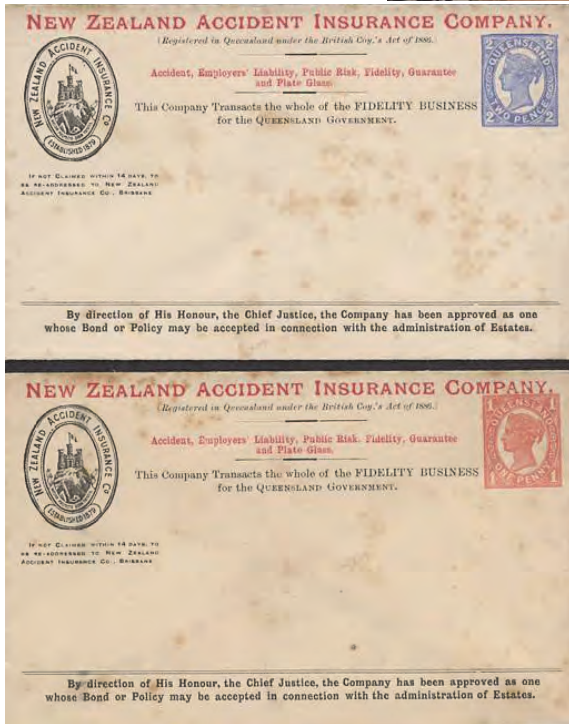 NEW ZEALAND ACCIDENT INSURANCE COMPANY.
(Registered in Queensland under the British Coy.'s Act of 1886.)
Accident, Employers' Liability, Public Risk, Fidelity, Guarantee
and Plate Glass.
This Company Transacts the whole of the FIDELITY BUSINESS
for the QUEENSLAND GOVERNMENT.
NEW ZEALAND ACCIDENT INSURANCE Co
ESTABLISHED 1879
2 QUEENSLAND 2
2 TWO PENCE 2
IF NOT CLAIMED WITHIN 14 DAYS, TO
BE RE-ADDRESSED TO NEW ZEALAND
ACCIDENT INSURANCE CO., BRISBANE
By direction of His Honour, the Chief Justice, the Company has been approved as one
whose Bond or Policy may be accepted in connection with the administration of Estates.
NEW ZEALAND ACCIDENT INSURANCE COMPANY.
(Registered in Queensland under the British Coy.'s Act of 1886.)
Accident, Employers' Liability, Public Risk, Fidelity, Guarantee
and Plate Glass.
This Company Transacts the whole of the FIDELITY BUSINESS
for the QUEENSLAND GOVERNMENT.
NEW ZEALAND ACCIDENT INSURANCE Co
ESTABLISHED 1879
1 QUEENSLAND 1
1 ONE PENNY 1
IF NOT CLAIMED WITHIN 14 DAYS, TO
BE RE-ADDRESSED TO NEW ZEALAND
ACCIDENT INSURANCE CO., BRISBANE
By direction of His Honour, the Chief Justice, the Company has been approved as one
whose Bond or Policy may be accepted in connection with the administration of Estates.